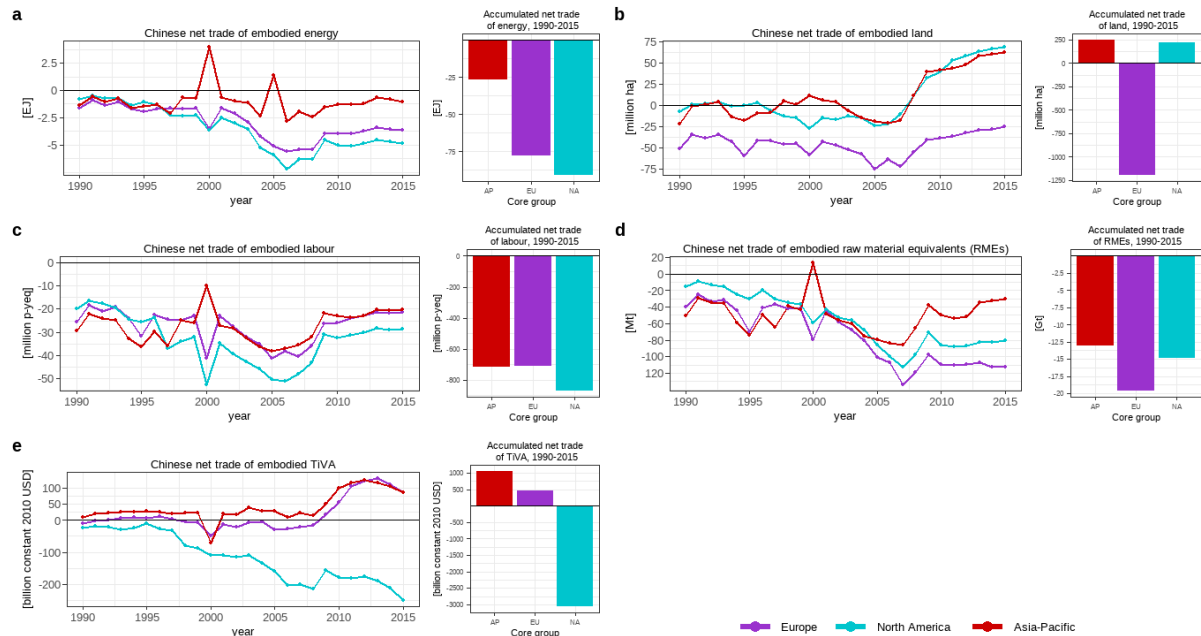 a
Chinese net trade of embodied energy
2.5
0
-2.5
-5
[EJ]
1990 1995 2000 2005 2010 2015
year
Accumulated net trade
of energy, 1990-2015
-25
-50
-75
[EJ]
AP EU NA
Core group
b
Chinese net trade of embodied land
75
50
25
0
-25
-50
-75
[million ha]
1990 1995 2000 2005 2010 2015
year
Accumulated net trade
of land, 1990-2015
250
0
-250
-500
-750
-1000
-1250
[million ha]
AP EU NA
Core group
c
Chinese net trade of embodied labour
0
-10
-20
-30
-40
-50
[million p-yeq]
1990 1995 2000 2005 2010 2015
year
Accumulated net trade
of labour, 1990-2015
0
-200
-400
-600
-800
[million p-yeq]
AP EU NA
Core group
d
Chinese net trade of embodied raw material equivalents (RMEs)
20
0
-20
-40
-60
-80
-100
120
[Mt]
1990 1995 2000 2005 2010 2015
year
Accumulated net trade
of RMEs, 1990-2015
-2.5
-5
-7.5
-10
-12.5
-15
-17.5
-20
[Gt]
AP EU NA
Core group
e
Chinese net trade of embodied TiVA
100
50
0
-100
200
[billion constant 2010 USD]
1990 1995 2000 2005 2010 2015
year
Accumulated net trade
of TiVA, 1990-2015
1000
500
0
-500
-1000
-1500
-2000
-2500
-3000
[billion constant 2010 USD]
AP EU NA
Core group
Europe North America Asia-Pacific